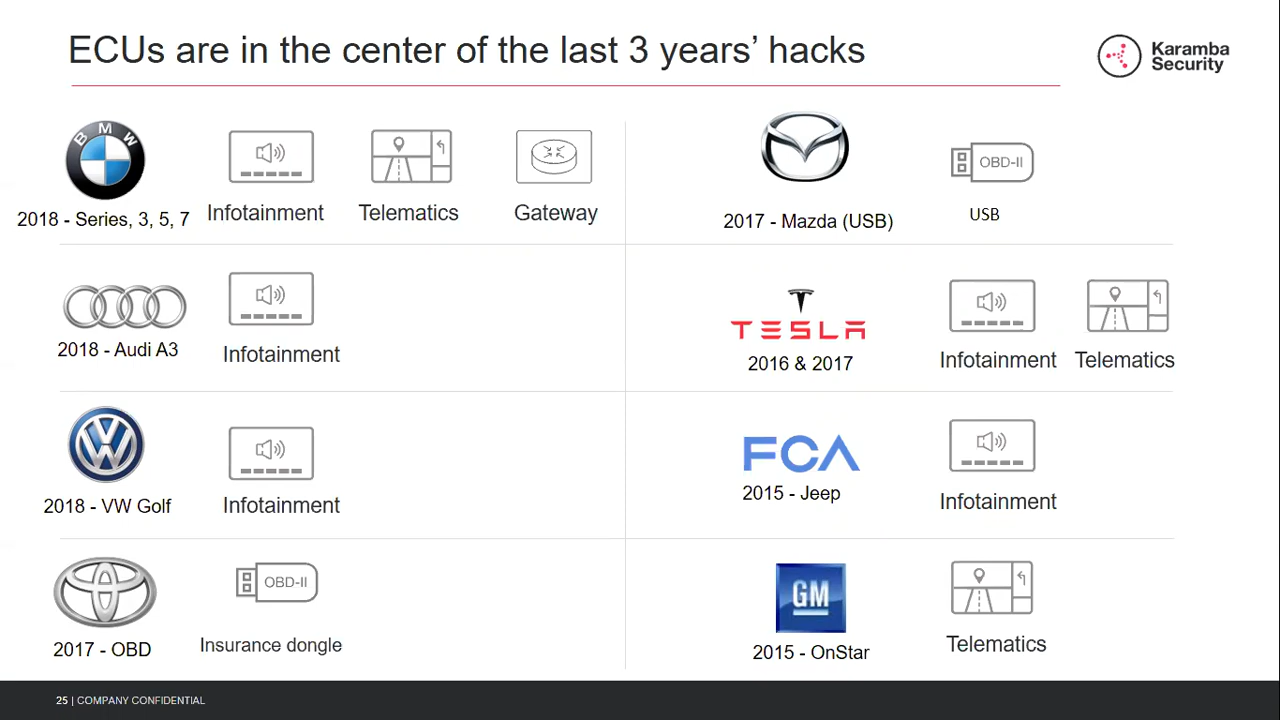 ECUs are in the center of the last 3 years’ hacks
Karamba
Security
BMW
2018 - Series, 3, 5, 7
Infotainment
Telematics
Gateway
2017 - Mazda (USB)
OBD-II
USB
2018 - Audi A3
Infotainment
TESLA
2016 & 2017
Infotainment
Telematics
VW
2018 - VW Golf
Infotainment
FCA
2015 - Jeep
Infotainment
2017 - OBD
OBD-II
Insurance dongle
GM
2015 - OnStar
Telematics
25 | COMPANY CONFIDENTIAL